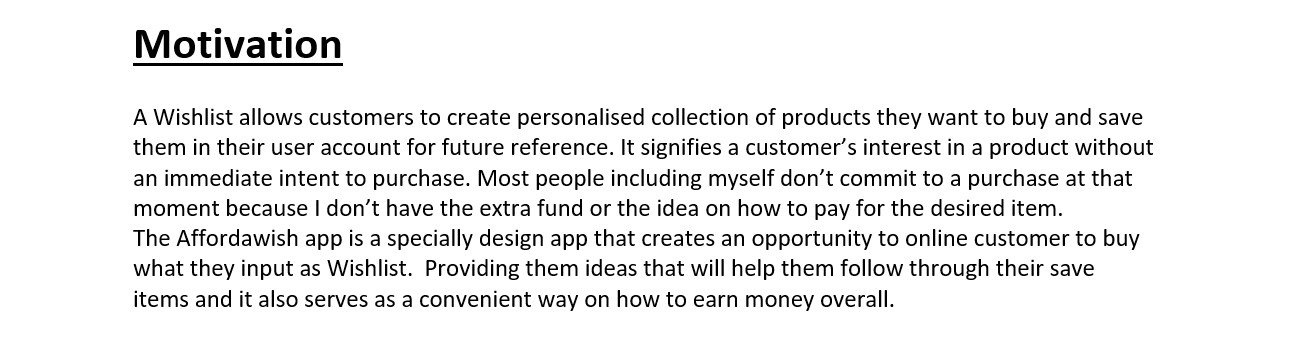 Motivation
A Wishlist allows customers to create personalised collection of products they want to buy and save
them in their user account for future reference. It signifies a customer’s interest in a product without
an immediate intent to purchase. Most people including myself don’t commit to a purchase at that
moment because I don’t have the extra fund or the idea on how to pay for the desired item.
The Affordawish app is a specially design app that creates an opportunity to online customer to buy
what they input as Wishlist.  Providing them ideas that will help them follow through their save
items and it also serves as a convenient way on how to earn money overall.